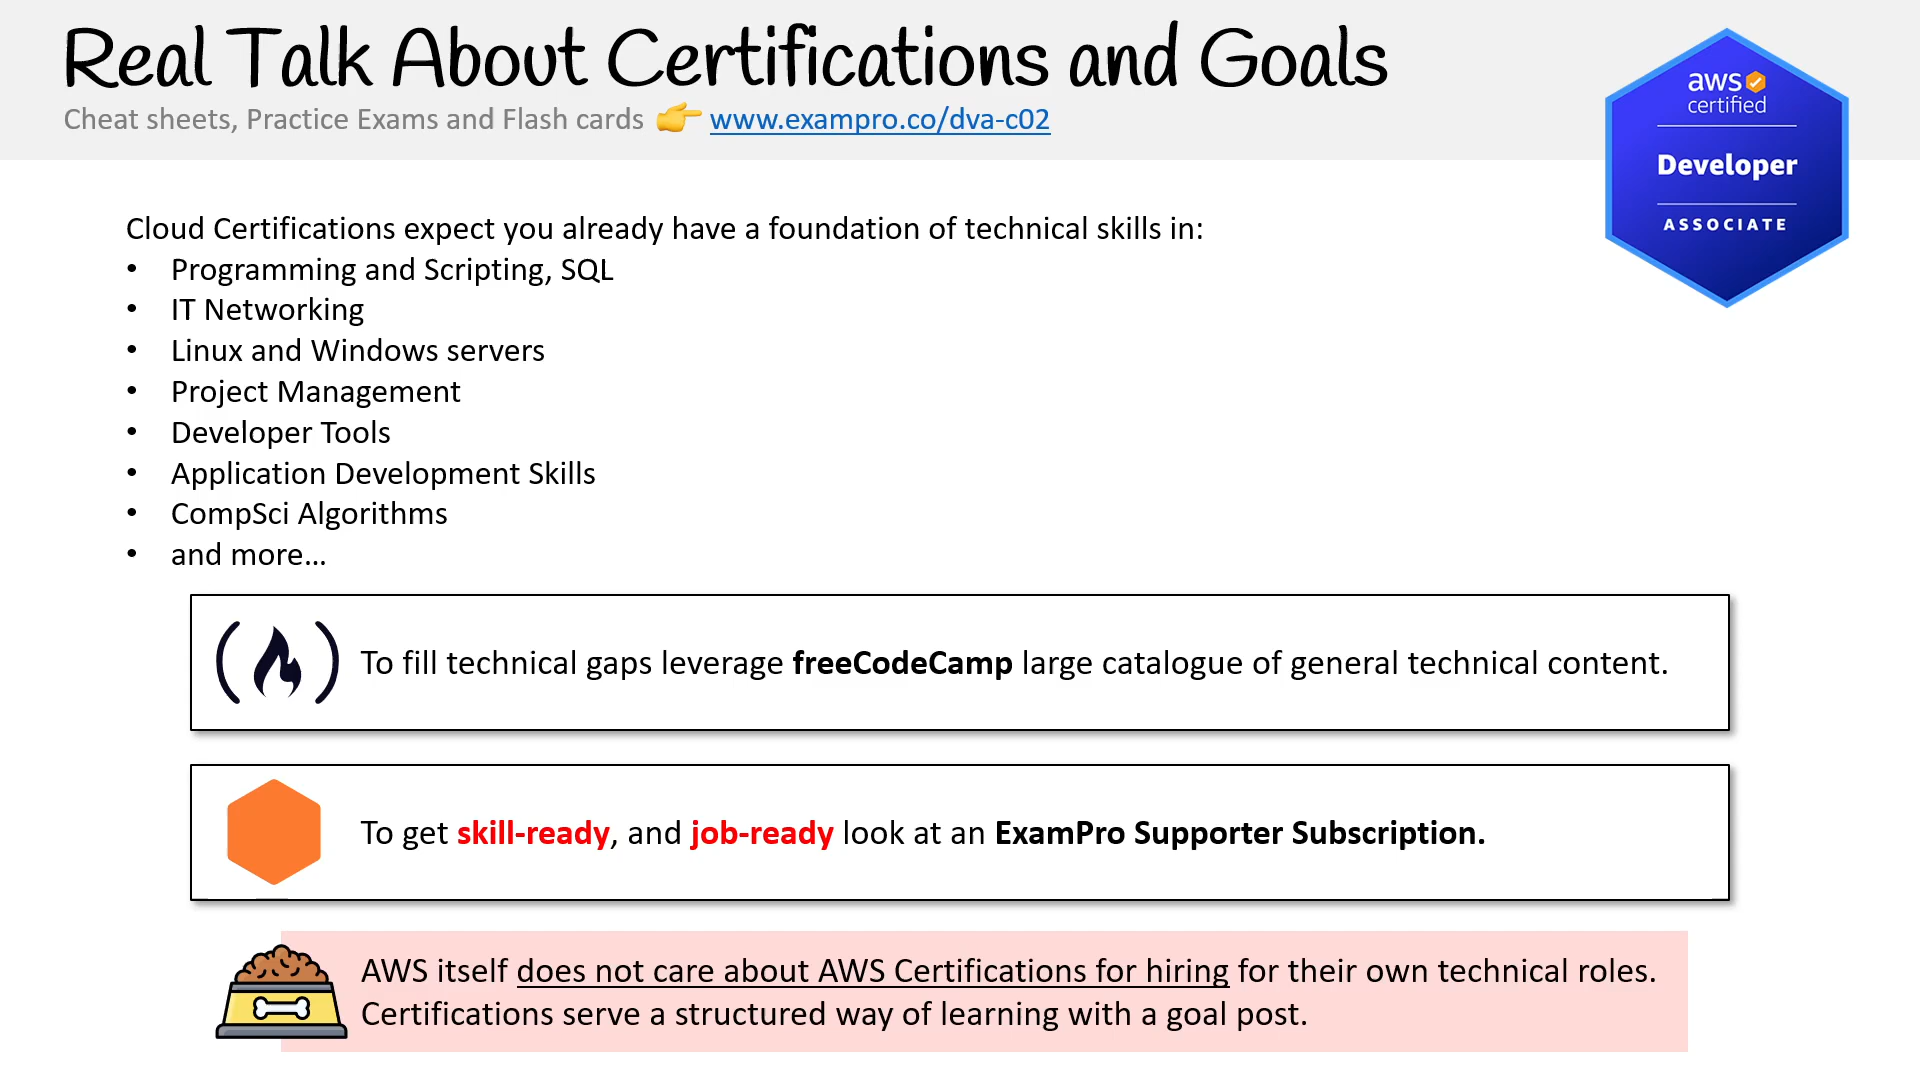 Real Talk About Certifications and Goals
Cheat sheets, Practice Exams and Flash cards 👉 www.exampro.co/dva-c02
aws
certified
Developer
ASSOCIATE
Cloud Certifications expect you already have a foundation of technical skills in:
• Programming and Scripting, SQL
• IT Networking
• Linux and Windows servers
• Project Management
• Developer Tools
• Application Development Skills
• CompSci Algorithms
• and more...
To fill technical gaps leverage freeCodeCamp large catalogue of general technical content.
To get skill-ready, and job-ready look at an ExamPro Supporter Subscription.
AWS itself does not care about AWS Certifications for hiring for their own technical roles.
Certifications serve a structured way of learning with a goal post.